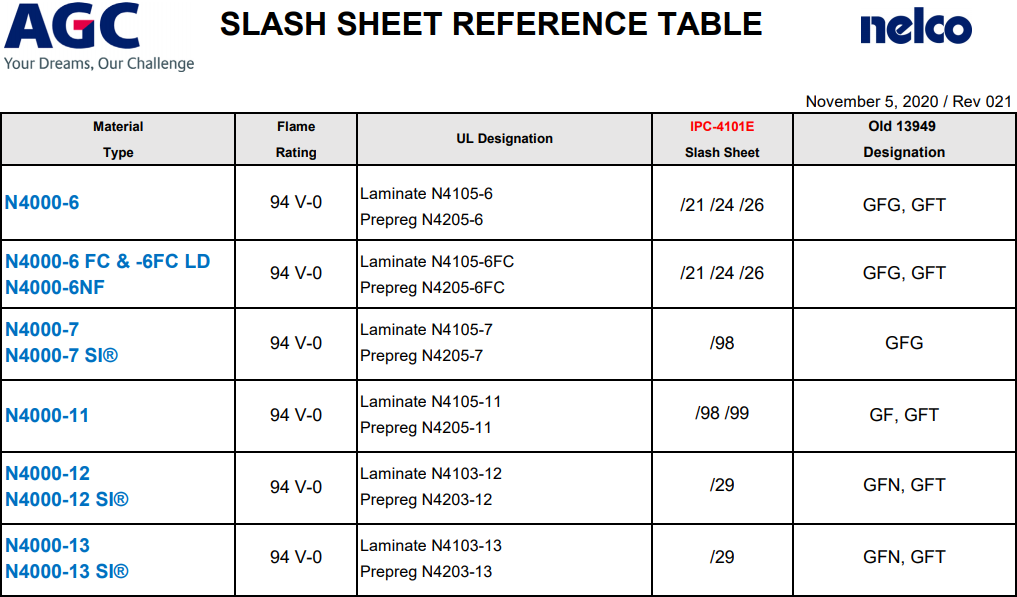 AGC
Your Dreams, Our Challenge
SLASH SHEET REFERENCE TABLE
nelco
November 5, 2020 / Rev 021
Material Type
Flame Rating
UL Designation
IPC-4101E Slash Sheet
Old 13949 Designation
N4000-6
94 V-0
Laminate N4105-6
Prepreg N4205-6
/21 /24 /26
GFG, GFT
N4000-6 FC & -6FC LD
N4000-6NF
94 V-0
Laminate N4105-6FC
Prepreg N4205-6FC
/21 /24 /26
GFG, GFT
N4000-7
N4000-7 SI®
94 V-0
Laminate N4105-7
Prepreg N4205-7
/98
GFG
N4000-11
94 V-0
Laminate N4105-11
Prepreg N4205-11
/98 /99
GF, GFT
N4000-12
N4000-12 SI®
94 V-0
Laminate N4103-12
Prepreg N4203-12
/29
GFN, GFT
N4000-13
N4000-13 SI®
94 V-0
Laminate N4103-13
Prepreg N4203-13
/29
GFN, GFT